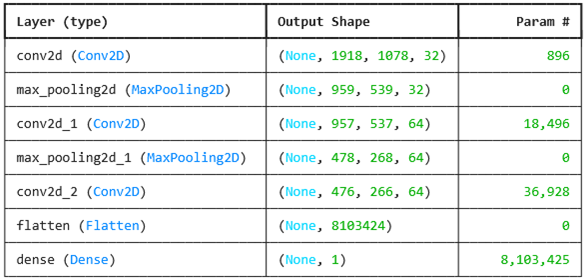 Layer (type) Output Shape Param #
conv2d (Conv2D) (None, 1918, 1078, 32) 896
max_pooling2d (MaxPooling2D) (None, 959, 539, 32) 0
conv2d_1 (Conv2D) (None, 957, 537, 64) 18,496
max_pooling2d_1 (MaxPooling2D) (None, 478, 268, 64) 0
conv2d_2 (Conv2D) (None, 476, 266, 64) 36,928
flatten (Flatten) (None, 8103424) 0
dense (Dense) (None, 1) 8,103,425